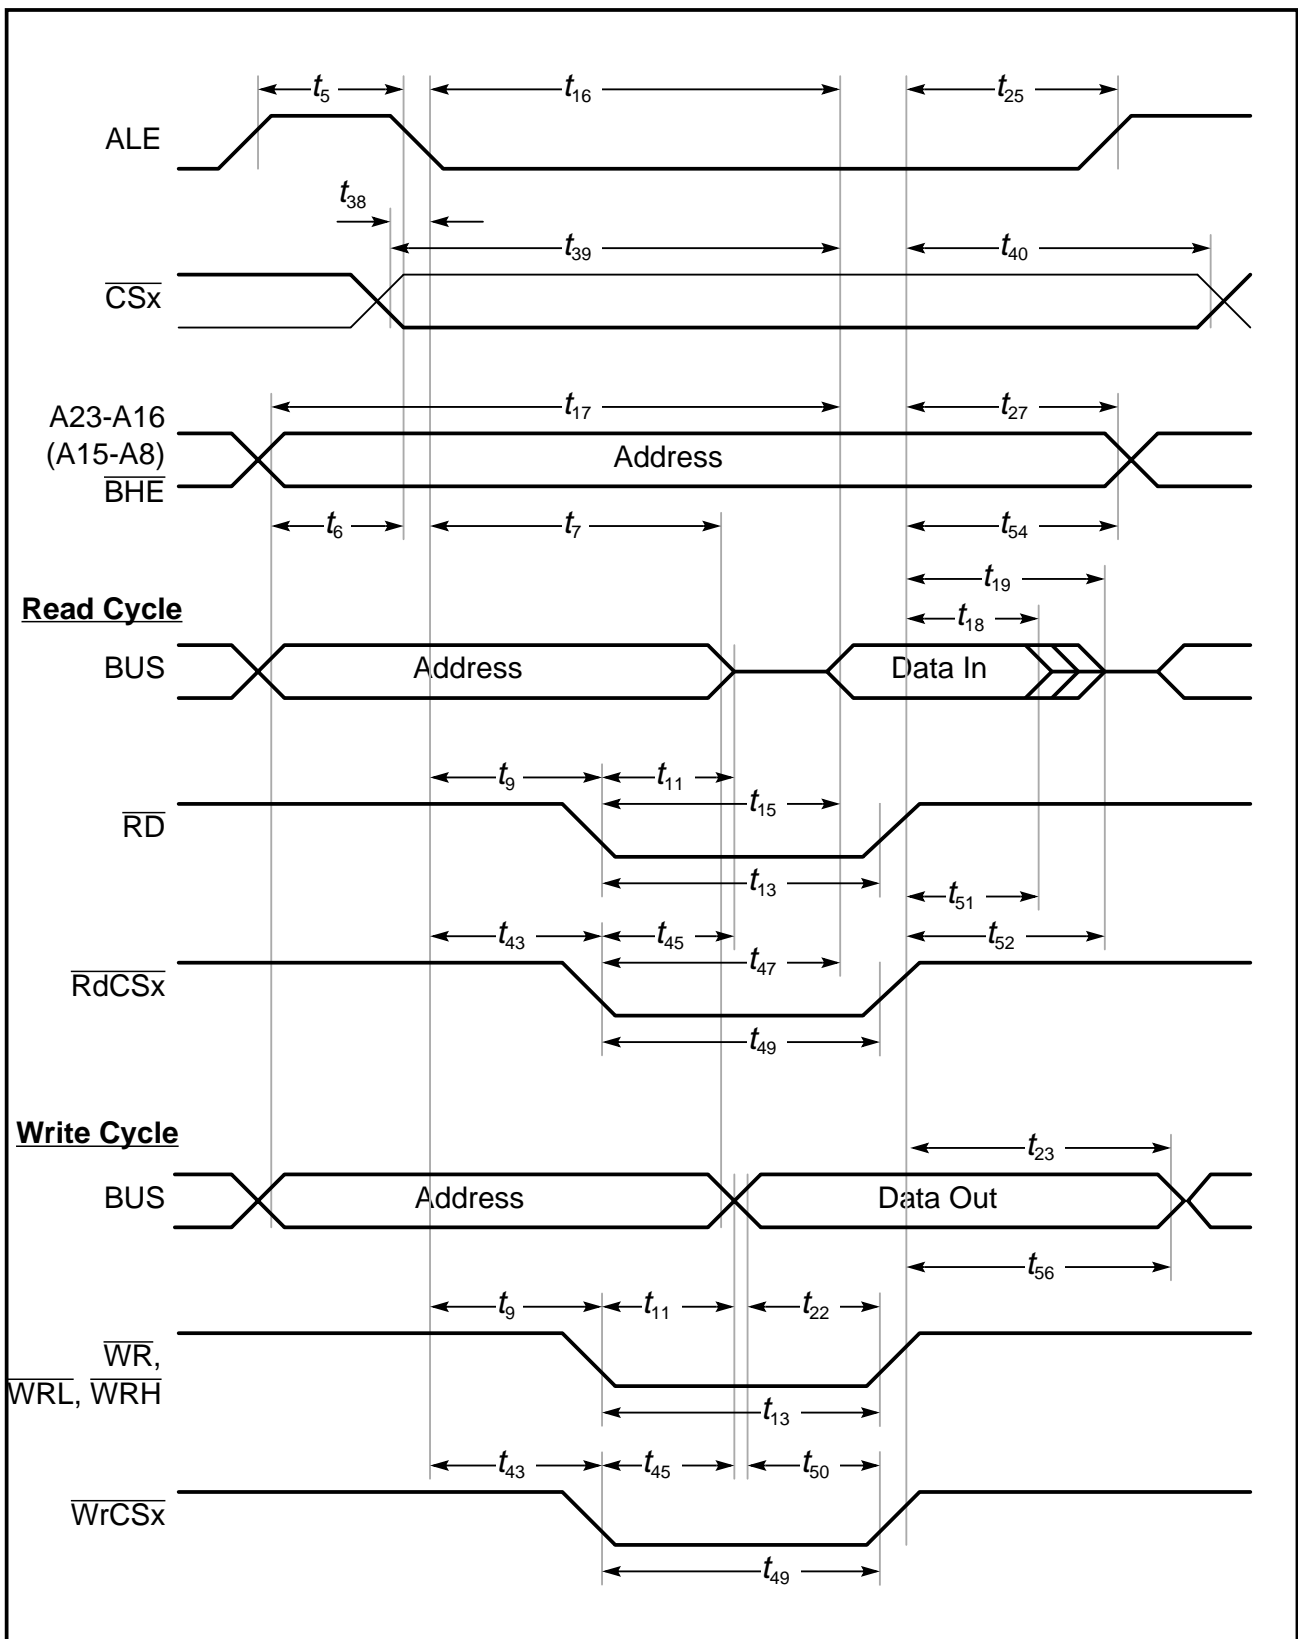 t5 t16 t25
ALE
t38
t39 t40
CSx
t17 t27
A23-A16
(A15-A8)
BHE
Address
t6 t7 t54
t19
Read Cycle
t18
BUS Address Data In
t9 t11
t15
RD
t13
t51
t43 t45 t52
t47
RdCSx
t49
Write Cycle
t23
BUS Address Data Out
t56
t9 t11 t22
WR,
WRL, WRH
t13
t43 t45 t50
WrCSx
t49